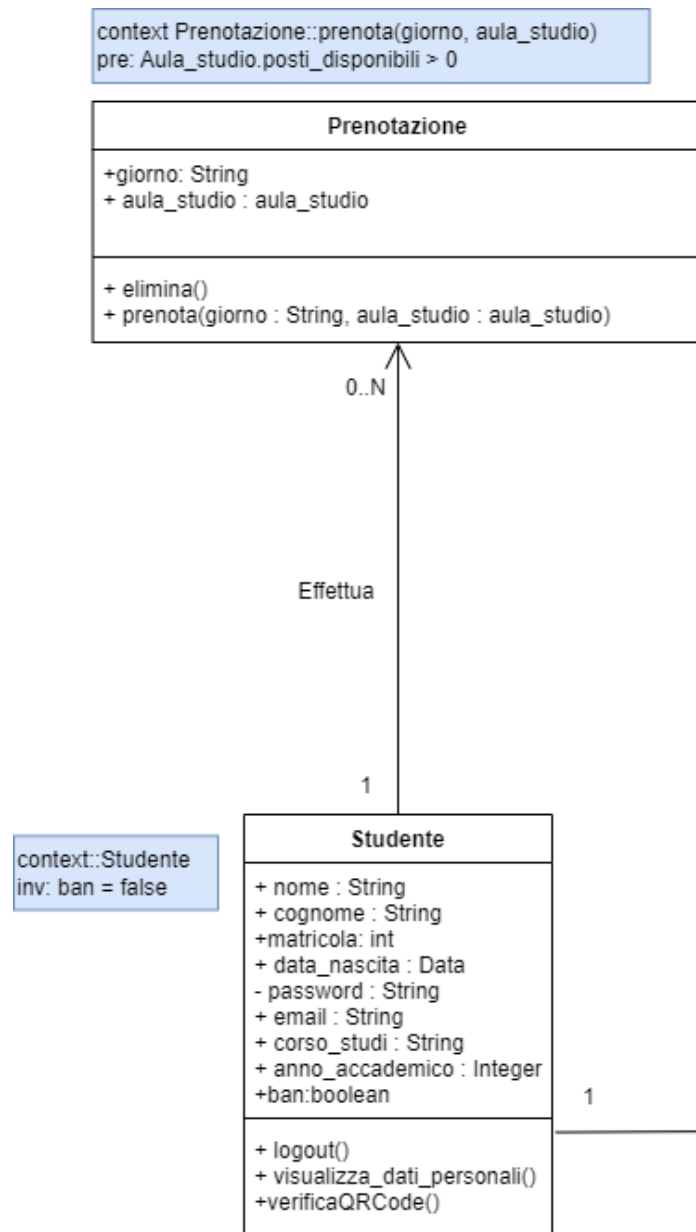 context Prenotazione::prenota(giorno, aula_studio)
pre: Aula_studio.posti_disponibili > 0
Prenotazione
+giorno: String
+ aula_studio : aula_studio
+ elimina()
+ prenota(giorno : String, aula_studio : aula_studio)
0..N
Effettua
1
context::Studente
inv: ban = false
Studente
+ nome : String
+ cognome : String
+matricola: int
+ data_nascita : Data
- password : String
+ email : String
+ corso_studi : String
+ anno_accademico : Integer
+ban:boolean
1
+ logout()
+ visualizza_dati_personali()
+verificaQRCode()